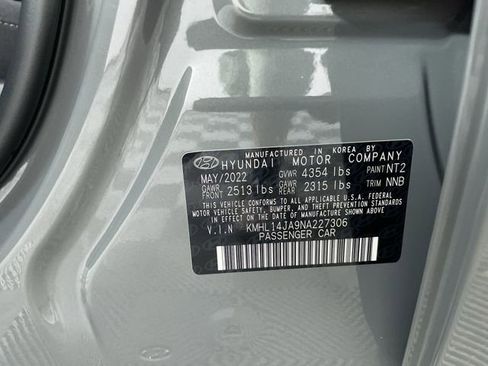 MANUFACTURED IN KOREA BY
HYUNDAI MOTOR COMPANY
MAY/2022 GVWR 4354 lbs PAINT NT2
GAWR FRONT 2513 lbs GAWR REAR 2315 lbs TRIM NNB
THIS VEHICLE CONFORMS TO ALL APPLICABLE
FEDERAL MOTOR VEHICLE SAFETY, BUMPER,
AND THEFT PREVENTION STANDARDS IN EFFECT
ON THE DATE OF MANUFACTURE SHOWN ABOVE.
V.I.N KMHL14JA9NA227306
PASSENGER CAR